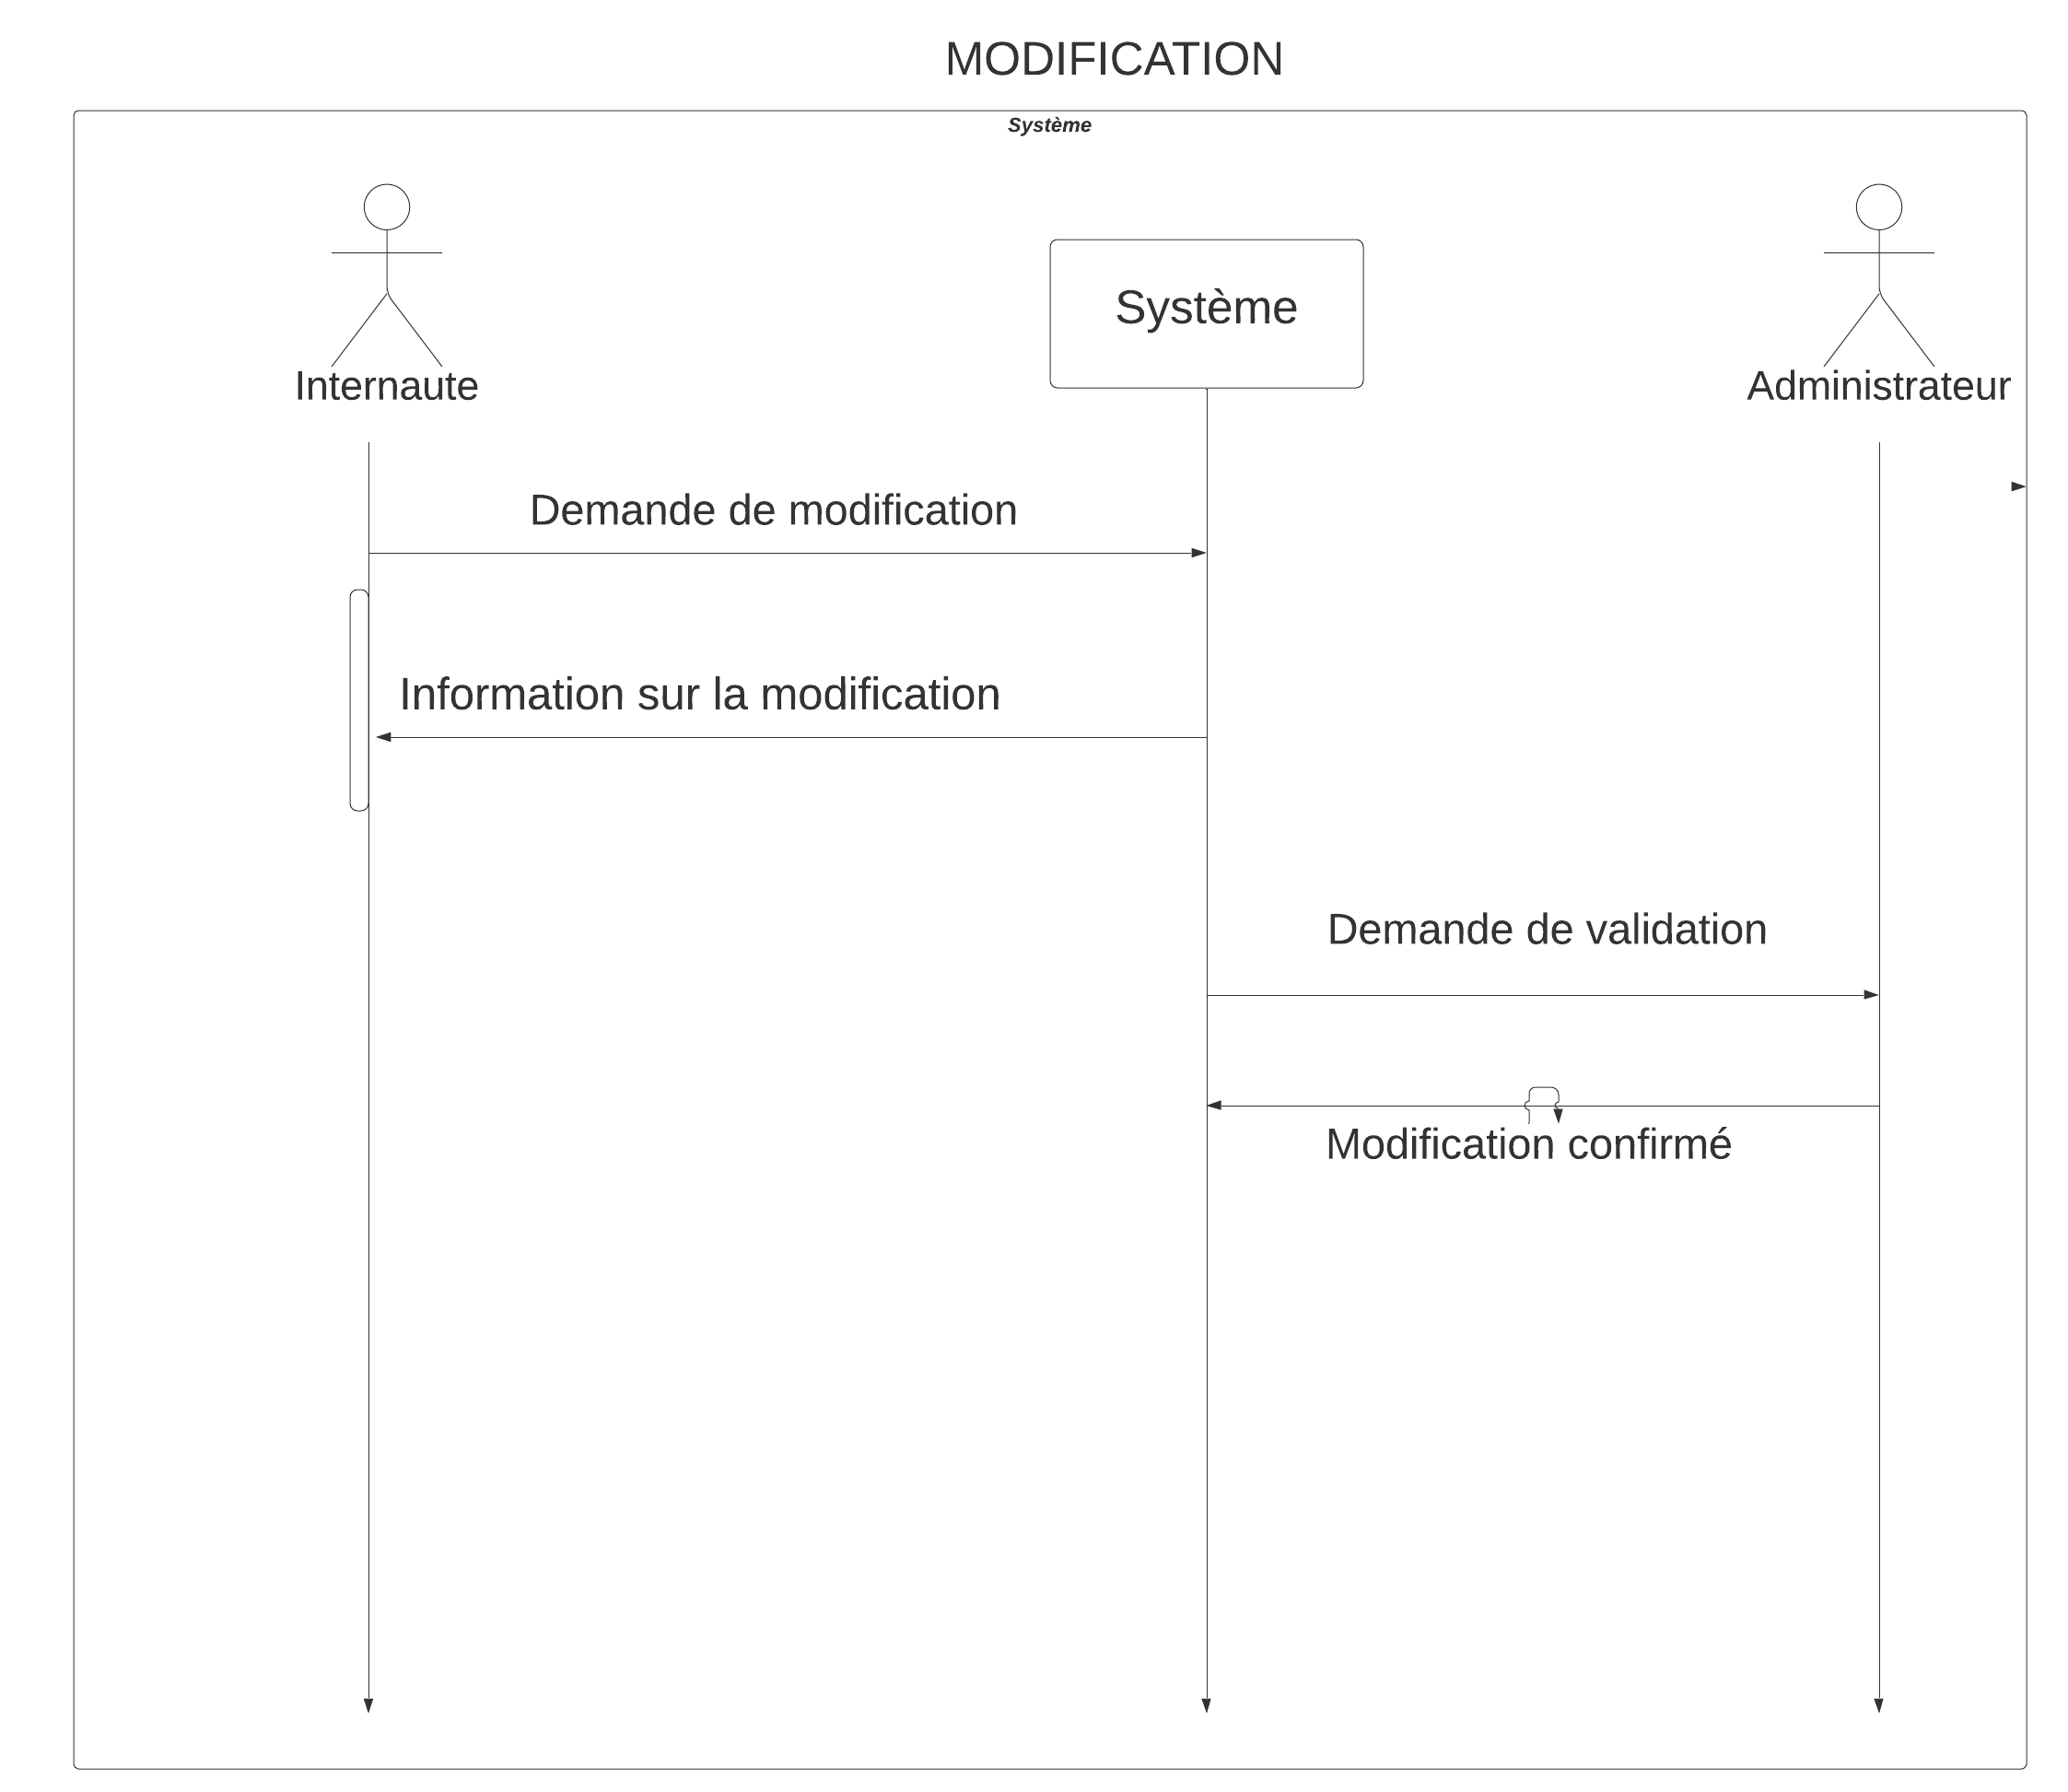 MODIFICATION
Système
Internaute
Système
Administrateur
Demande de modification
Information sur la modification
Demande de validation
Modification confirmé